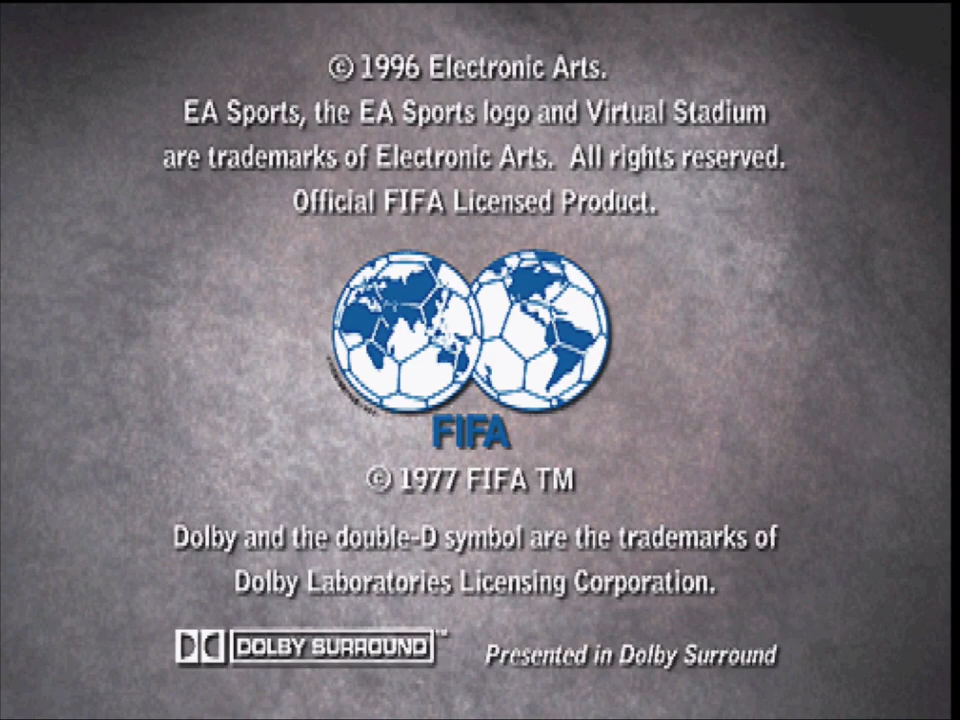 © 1996 Electronic Arts.
EA Sports, the EA Sports logo and Virtual Stadium
are trademarks of Electronic Arts. All rights reserved.
Official FIFA Licensed Product.
FIFA
© 1977 FIFA TM
Dolby and the double-D symbol are the trademarks of
Dolby Laboratories Licensing Corporation.
DOLBY SURROUND™ Presented in Dolby Surround